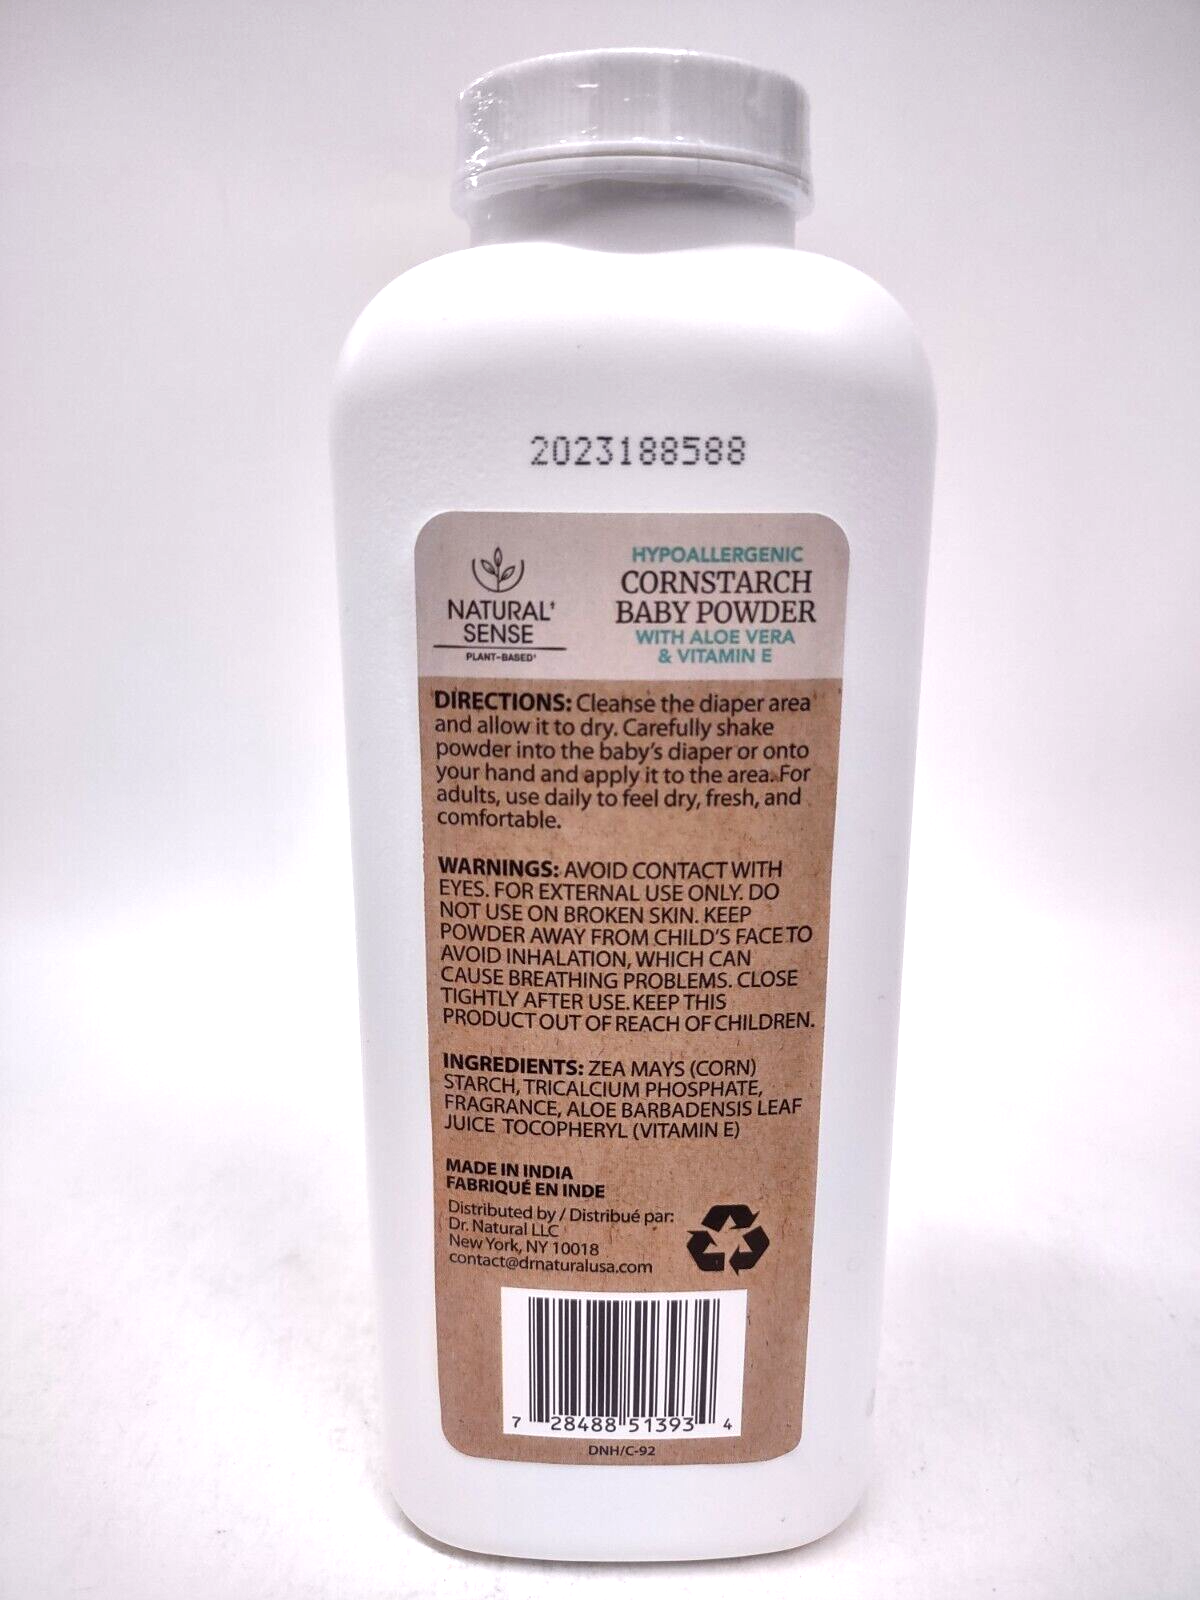 2023188588
NATURAL†
SENSE
PLANT-BASED†
HYPOALLERGENIC
CORNSTARCH
BABY POWDER
WITH ALOE VERA
& VITAMIN E
DIRECTIONS: Cleanse the diaper area
and allow it to dry. Carefully shake
powder into the baby's diaper or onto
your hand and apply it to the area. For
adults, use daily to feel dry, fresh, and
comfortable.
WARNINGS: AVOID CONTACT WITH
EYES. FOR EXTERNAL USE ONLY. DO
NOT USE ON BROKEN SKIN. KEEP
POWDER AWAY FROM CHILD'S FACE TO
AVOID INHALATION, WHICH CAN
CAUSE BREATHING PROBLEMS. CLOSE
TIGHTLY AFTER USE. KEEP THIS
PRODUCT OUT OF REACH OF CHILDREN.
INGREDIENTS: ZEA MAYS (CORN)
STARCH, TRICALCIUM PHOSPHATE,
FRAGRANCE, ALOE BARBADENSIS LEAF
JUICE TOCOPHERYL (VITAMIN E)
MADE IN INDIA
FABRIQUÉ EN INDE
Distributed by / Distribué par:
Dr. Natural LLC
New York, NY 10018
contact@drnaturalusa.com
7 28488 51393 4
DNH/C-92